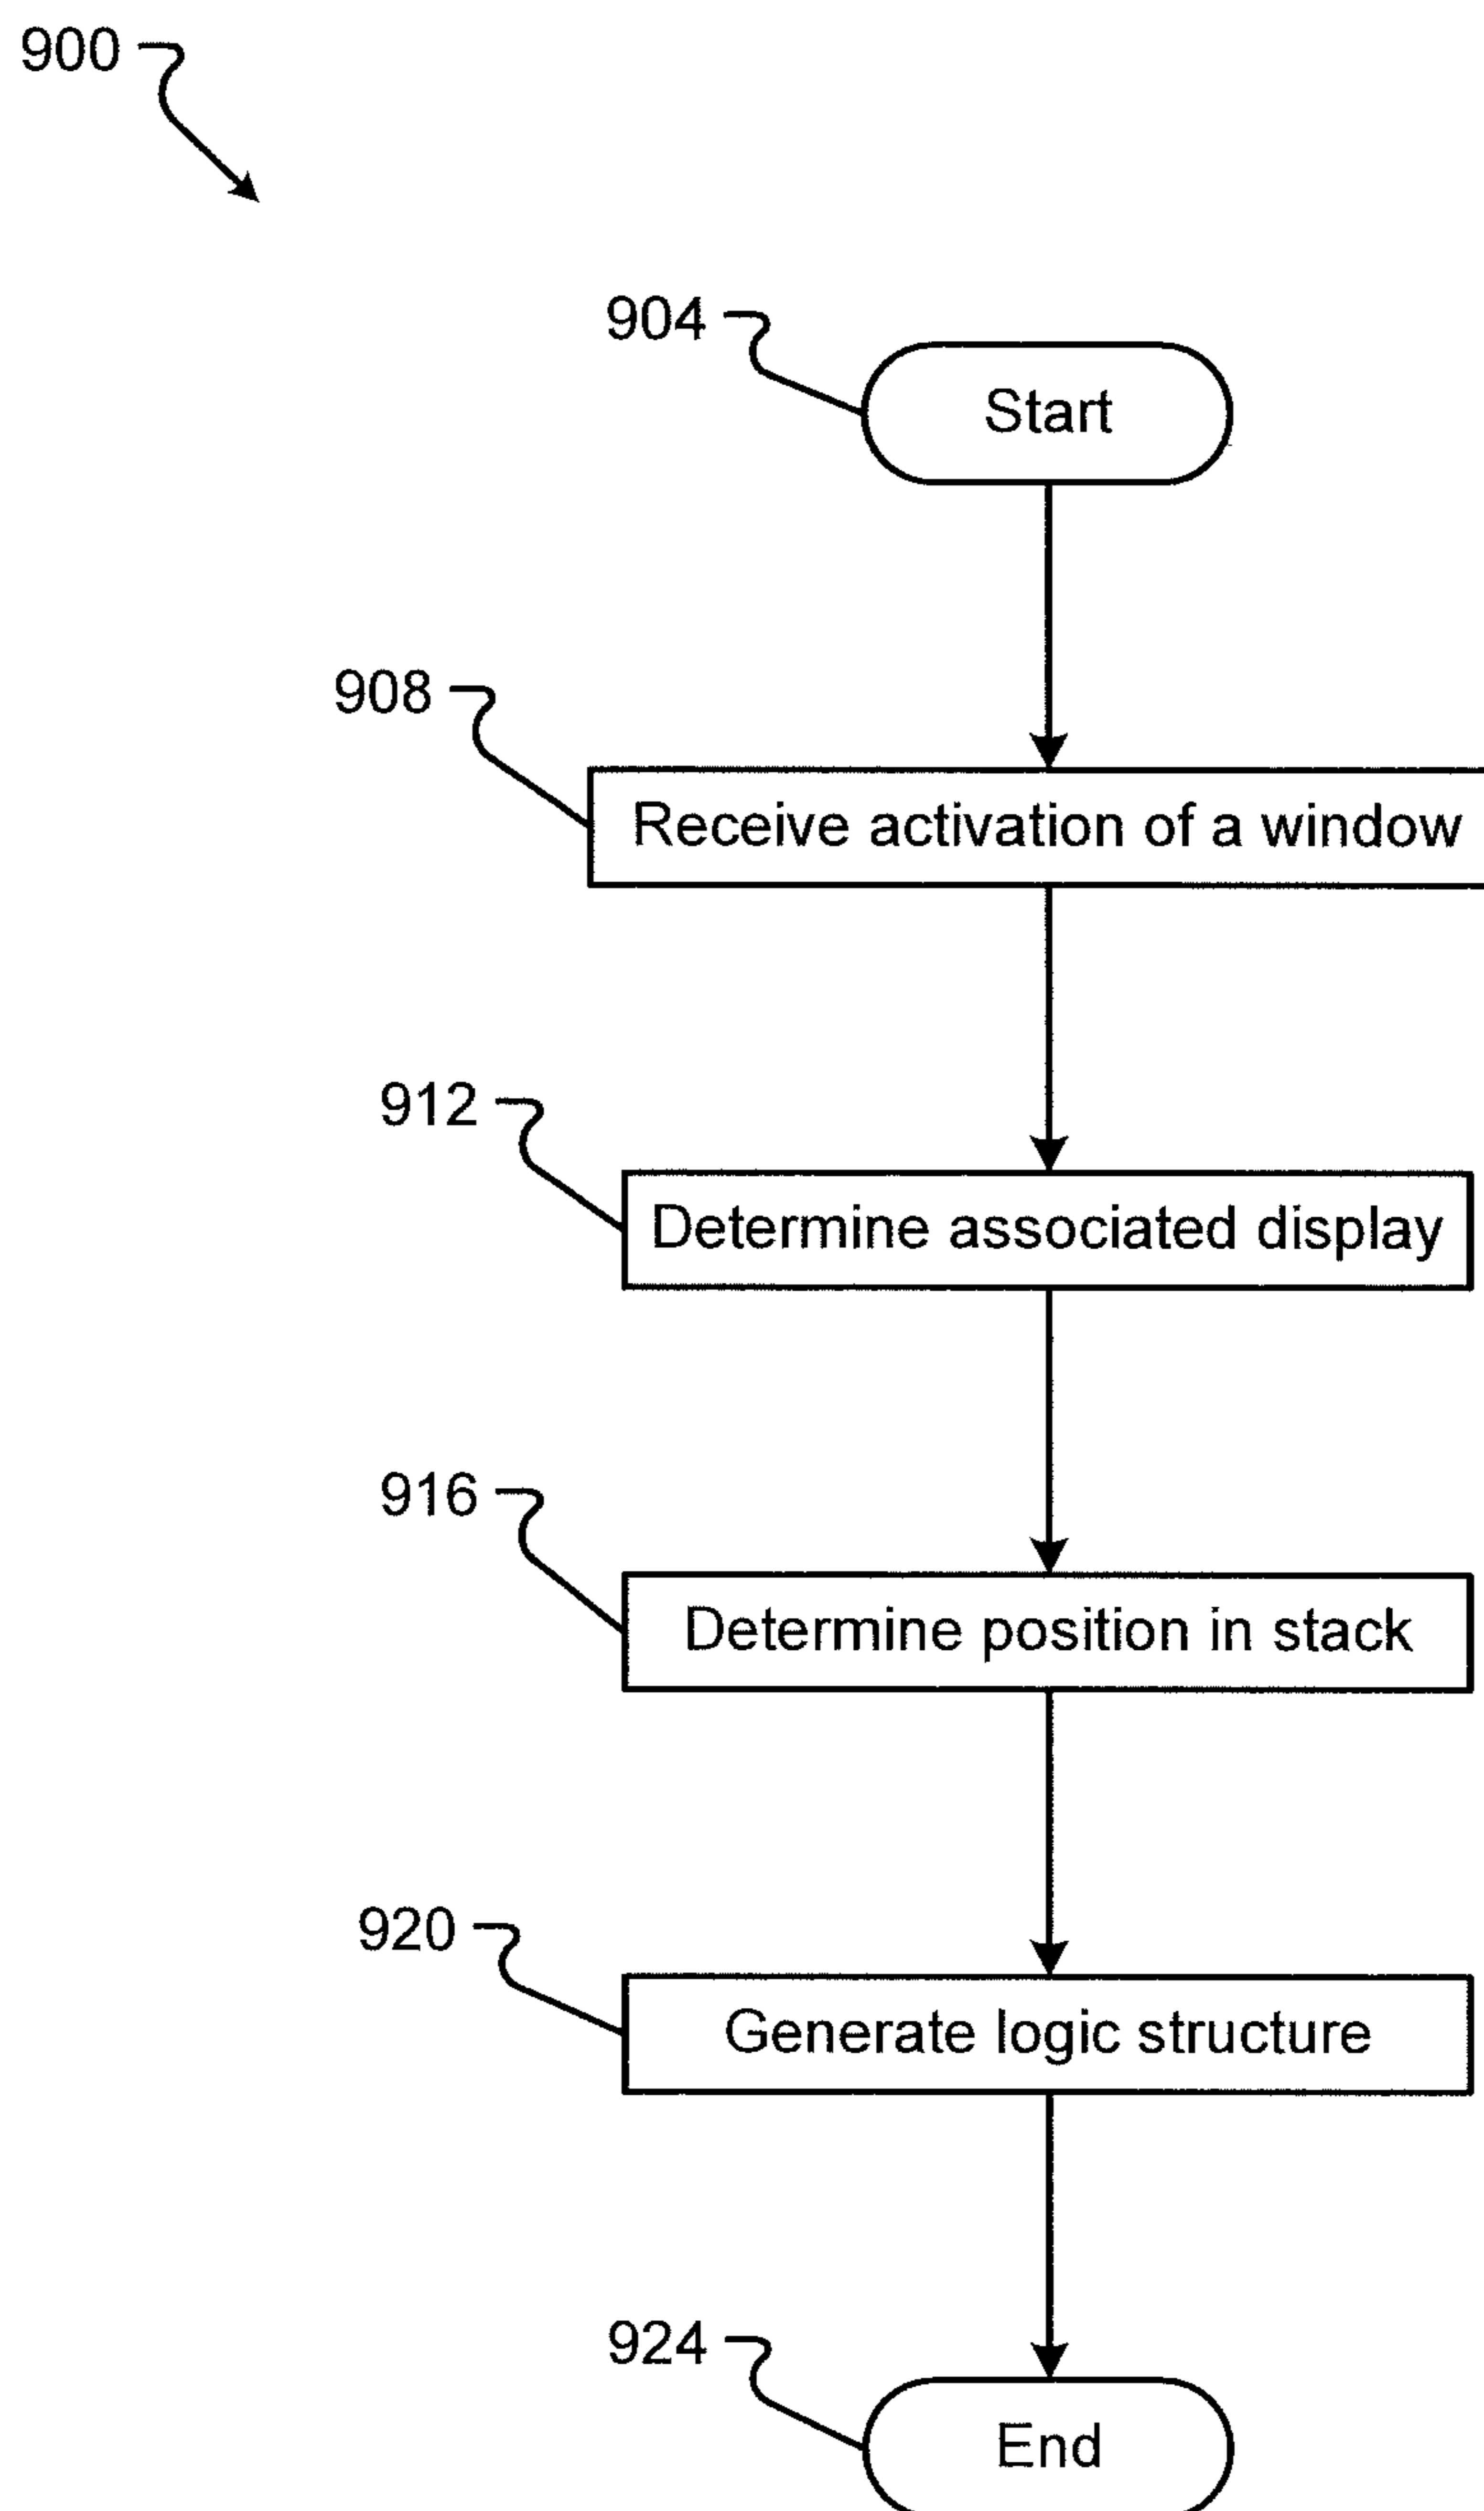 900
904
Start
908
Receive activation of a window
912
Determine associated display
916
Determine position in stack
920
Generate logic structure
924
End